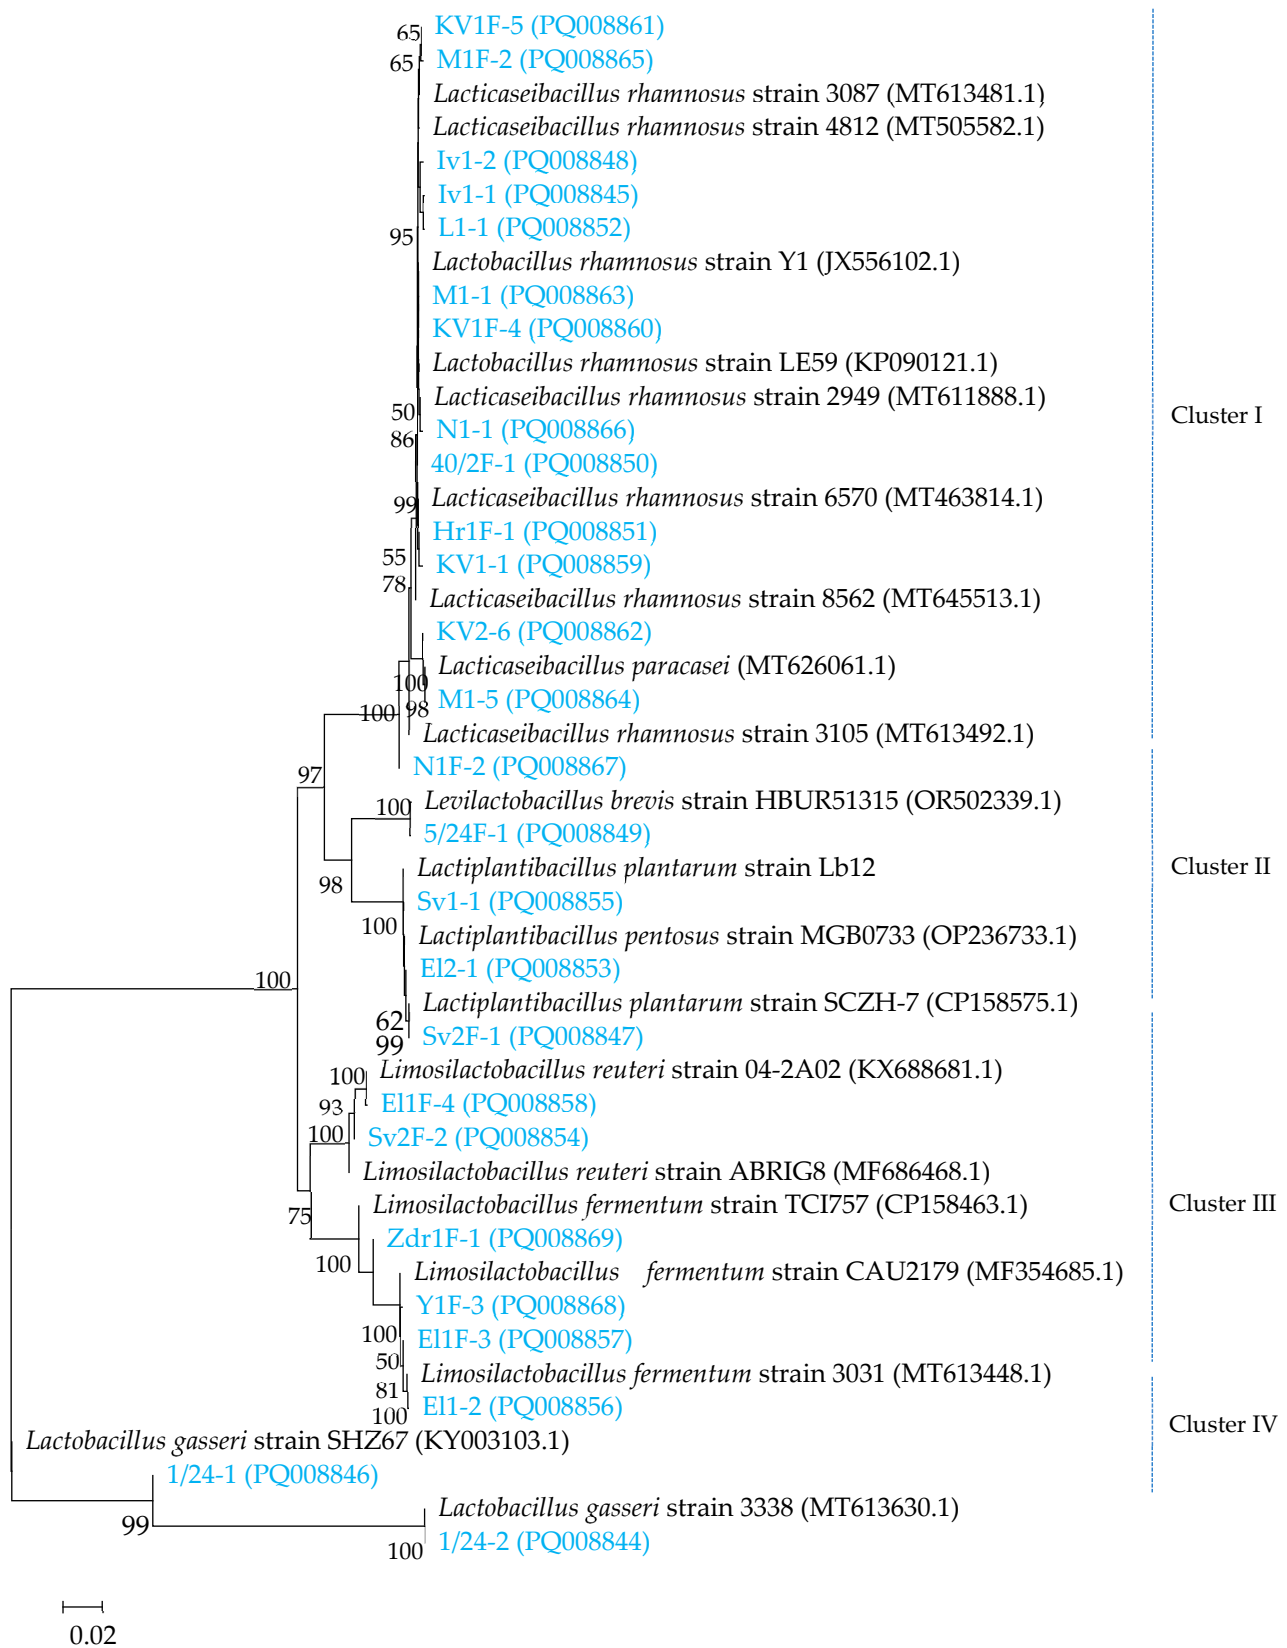 KV1F-5 (PQ008861)
65
M1F-2 (PQ008865)
65
Lacticaseibacillus rhamnosus strain 3087 (MT613481.1)
Lacticaseibacillus rhamnosus strain 4812 (MT505582.1)
Iv1-2 (PQ008848)
Iv1-1 (PQ008845)
L1-1 (PQ008852)
95
Lactobacillus rhamnosus strain Y1 (JX556102.1)
M1-1 (PQ008863)
KV1F-4 (PQ008860)
Lactobacillus rhamnosus strain LE59 (KP090121.1)
Lacticaseibacillus rhamnosus strain 2949 (MT611888.1)
50
Cluster I
N1-1 (PQ008866)
86
40/2F-1 (PQ008850)
Lacticaseibacillus rhamnosus strain 6570 (MT463814.1)
99
Hr1F-1 (PQ008851)
55
KV1-1 (PQ008859)
78
Lacticaseibacillus rhamnosus strain 8562 (MT645513.1)
KV2-6 (PQ008862)
Lacticaseibacillus paracasei (MT626061.1)
100
M1-5 (PQ008864)
100 98
Lacticaseibacillus rhamnosus strain 3105 (MT613492.1)
N1F-2 (PQ008867)
97
Levilactobacillus brevis strain HBUR51315 (OR502339.1)
100
5/24F-1 (PQ008849)
Lactiplantibacillus plantarum strain Lb12
Cluster II
98
Sv1-1 (PQ008855)
100
Lactiplantibacillus pentosus strain MGB0733 (OP236733.1)
El2-1 (PQ008853)
100
Lactiplantibacillus plantarum strain SCZH-7 (CP158575.1)
62
Sv2F-1 (PQ008847)
99
Limosilactobacillus reuteri strain 04-2A02 (KX688681.1)
100
El1F-4 (PQ008858)
93
Sv2F-2 (PQ008854)
100
Limosilactobacillus reuteri strain ABRIG8 (MF686468.1)
Limosilactobacillus fermentum strain TCI757 (CP158463.1)
Cluster III
75
Zdr1F-1 (PQ008869)
100
Limosilactobacillus fermentum strain CAU2179 (MF354685.1)
Y1F-3 (PQ008868)
100
El1F-3 (PQ008857)
50
Limosilactobacillus fermentum strain 3031 (MT613448.1)
81
El1-2 (PQ008856)
100
Cluster IV
Lactobacillus gasseri strain SHZ67 (KY003103.1)
1/24-1 (PQ008846)
Lactobacillus gasseri strain 3338 (MT613630.1)
99
1/24-2 (PQ008844)
100
0.02